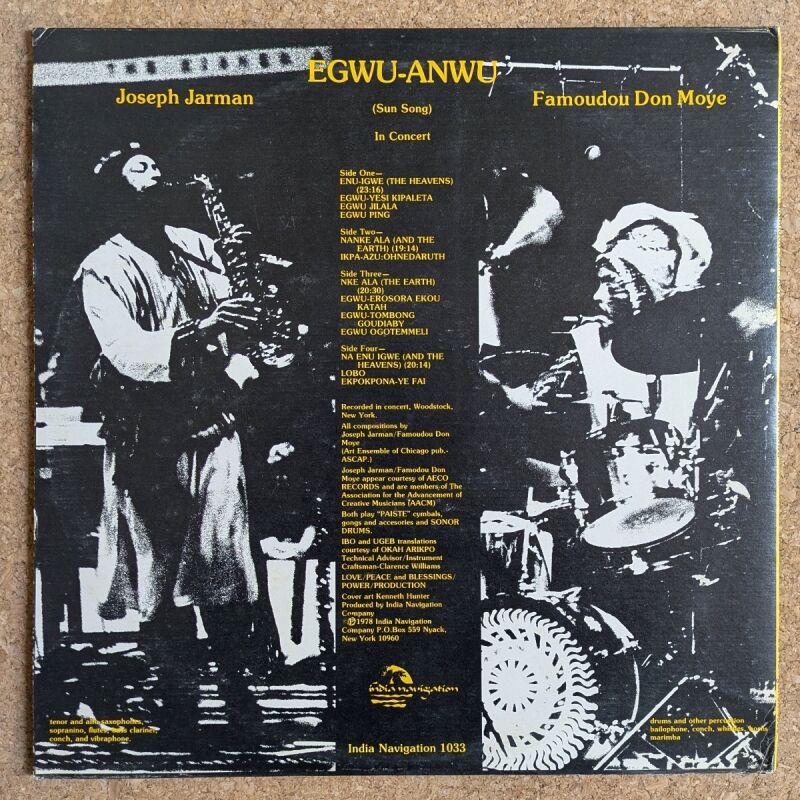 EGWU-ANWU
Joseph Jarman
Famoudou Don Moye
(Sun Song)
In Concert
Side One—
ENU-IGWE (THE HEAVENS)
(23:16)
EGWU-YESI KIPALETA
EGWU JILALA
EGWU PING
Side Two—
NANKE ALA (AND THE
EARTH) (19:14)
IKPA-AZU:OHNEDARUTH
Side Three—
NKE ALA (THE EARTH)
(20:30)
EGWU-EROSORA EKOU
KATAH
EGWU-TOMBONG
GOUDIABY
EGWU OGOTEMMELI
Side Four—
NA ENU IGWE (AND THE
HEAVENS) (20:14)
LOBO
EKPOKPONA-YE FAI
Recorded in concert, Woodstock,
New York.
All compositions by
Joseph Jarman/Famoudou Don
Moye
(Art Ensemble of Chicago pub.-
ASCAP.)
Joseph Jarman/Famodou Don
Moye appear courtesy of AECO
RECORDS and are members of The
Association for the Advancement of
Creative Musicians (AACM)
Both play "PAISTE" cymbals,
gongs and accesories and SONOR
DRUMS.
IBO and UGEB translations
courtesy of OKAH ARIKPO
Technical Advisor/Instrument
Craftsman-Clarence Williams
LOVE/PEACE and BLESSINGS/
POWER/PRODUCTION
Cover art Kenneth Hunter
Produced by India Navigation
Company
©℗1978 India Navigation
Company P.O.Box 559 Nyack,
New York 10960
india navigation
India Navigation 1033
tenor and alto saxophones,
sopranino, flutes, bass clarinet,
conch, and vibraphone.
drums and other percussion
bailophone, conch, whistles, horns
marimba